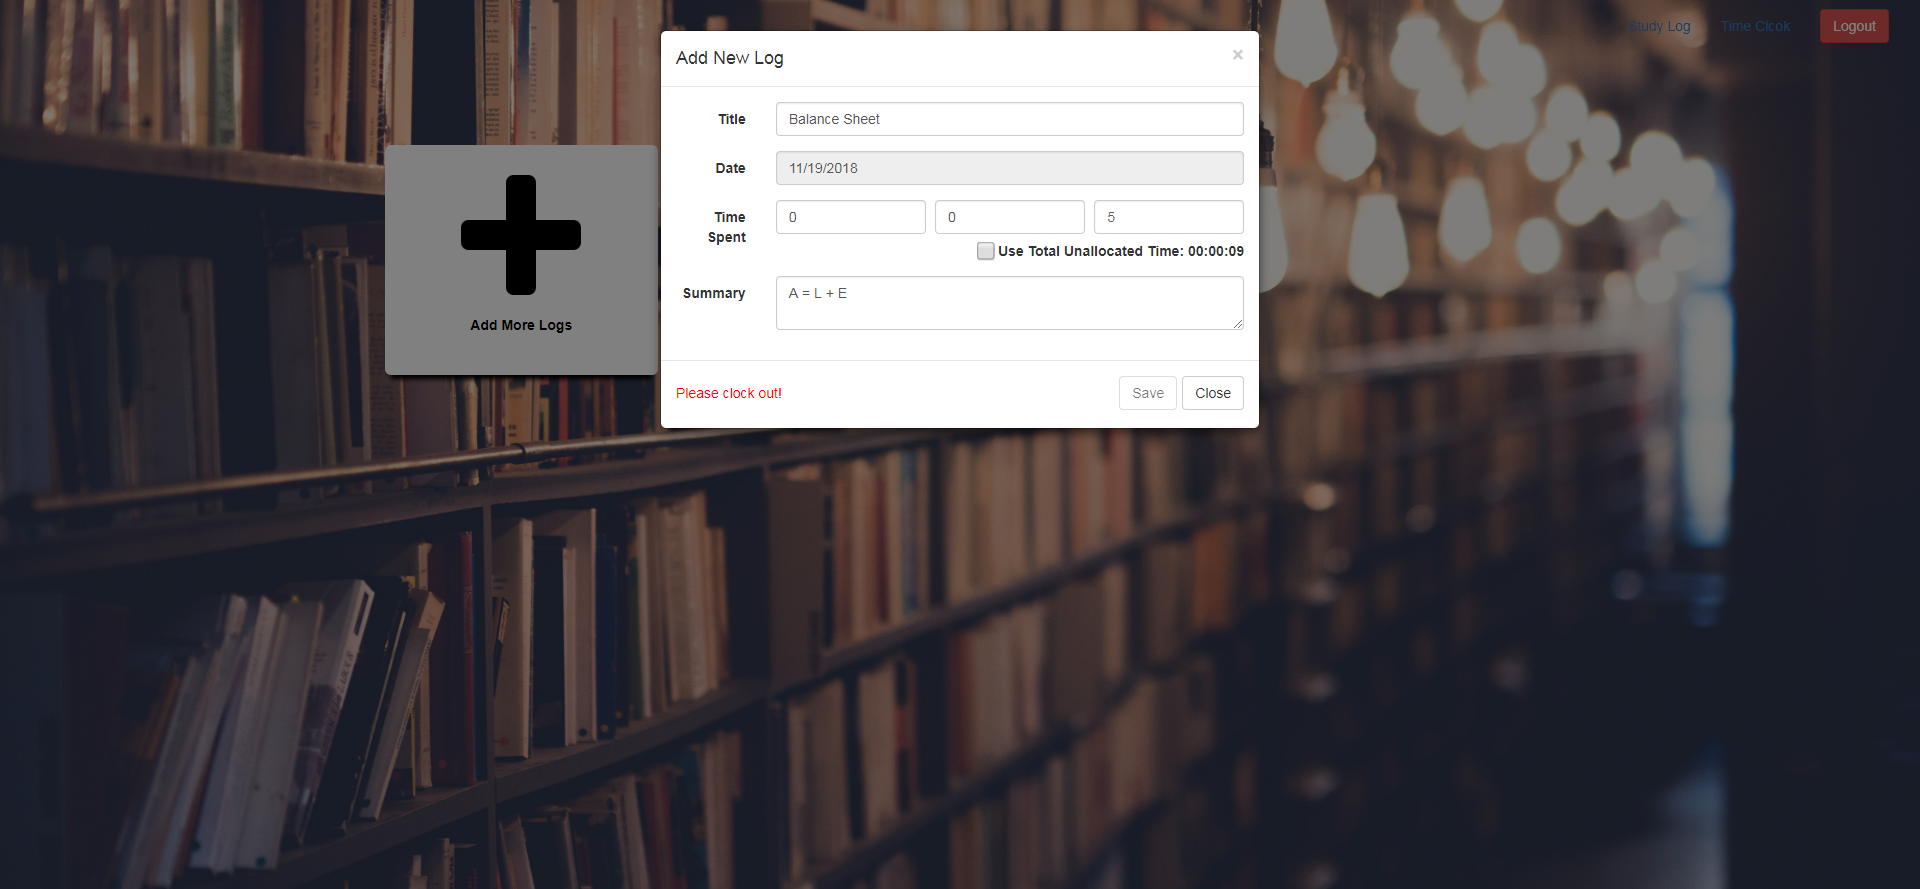 Study Log Time Clcok Logout
Add New Log ×
Title Balance Sheet
Date 11/19/2018
Time Spent 0 0 5
Use Total Unallocated Time: 00:00:09
Summary A = L + E
Add More Logs
Please clock out! Save Close